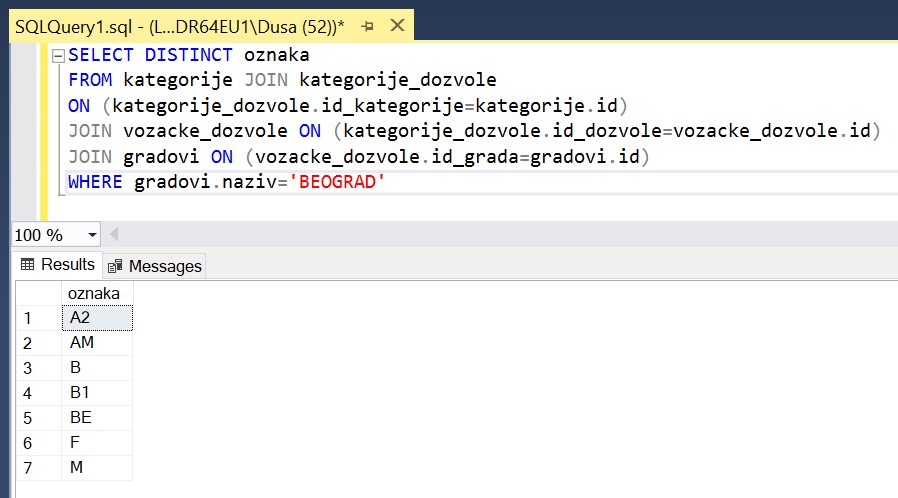 SQLQuery1.sql - (L...DR64EU1\Dusa (52))*
SELECT DISTINCT oznaka
FROM kategorije JOIN kategorije_dozvole
ON (kategorije_dozvole.id_kategorije=kategorije.id)
JOIN vozacke_dozvole ON (kategorije_dozvole.id_dozvole=vozacke_dozvole.id)
JOIN gradovi ON (vozacke_dozvole.id_grada=gradovi.id)
WHERE gradovi.naziv='BEOGRAD'
100 %
Results Messages
oznaka
1 A2
2 AM
3 B
4 B1
5 BE
6 F
7 M